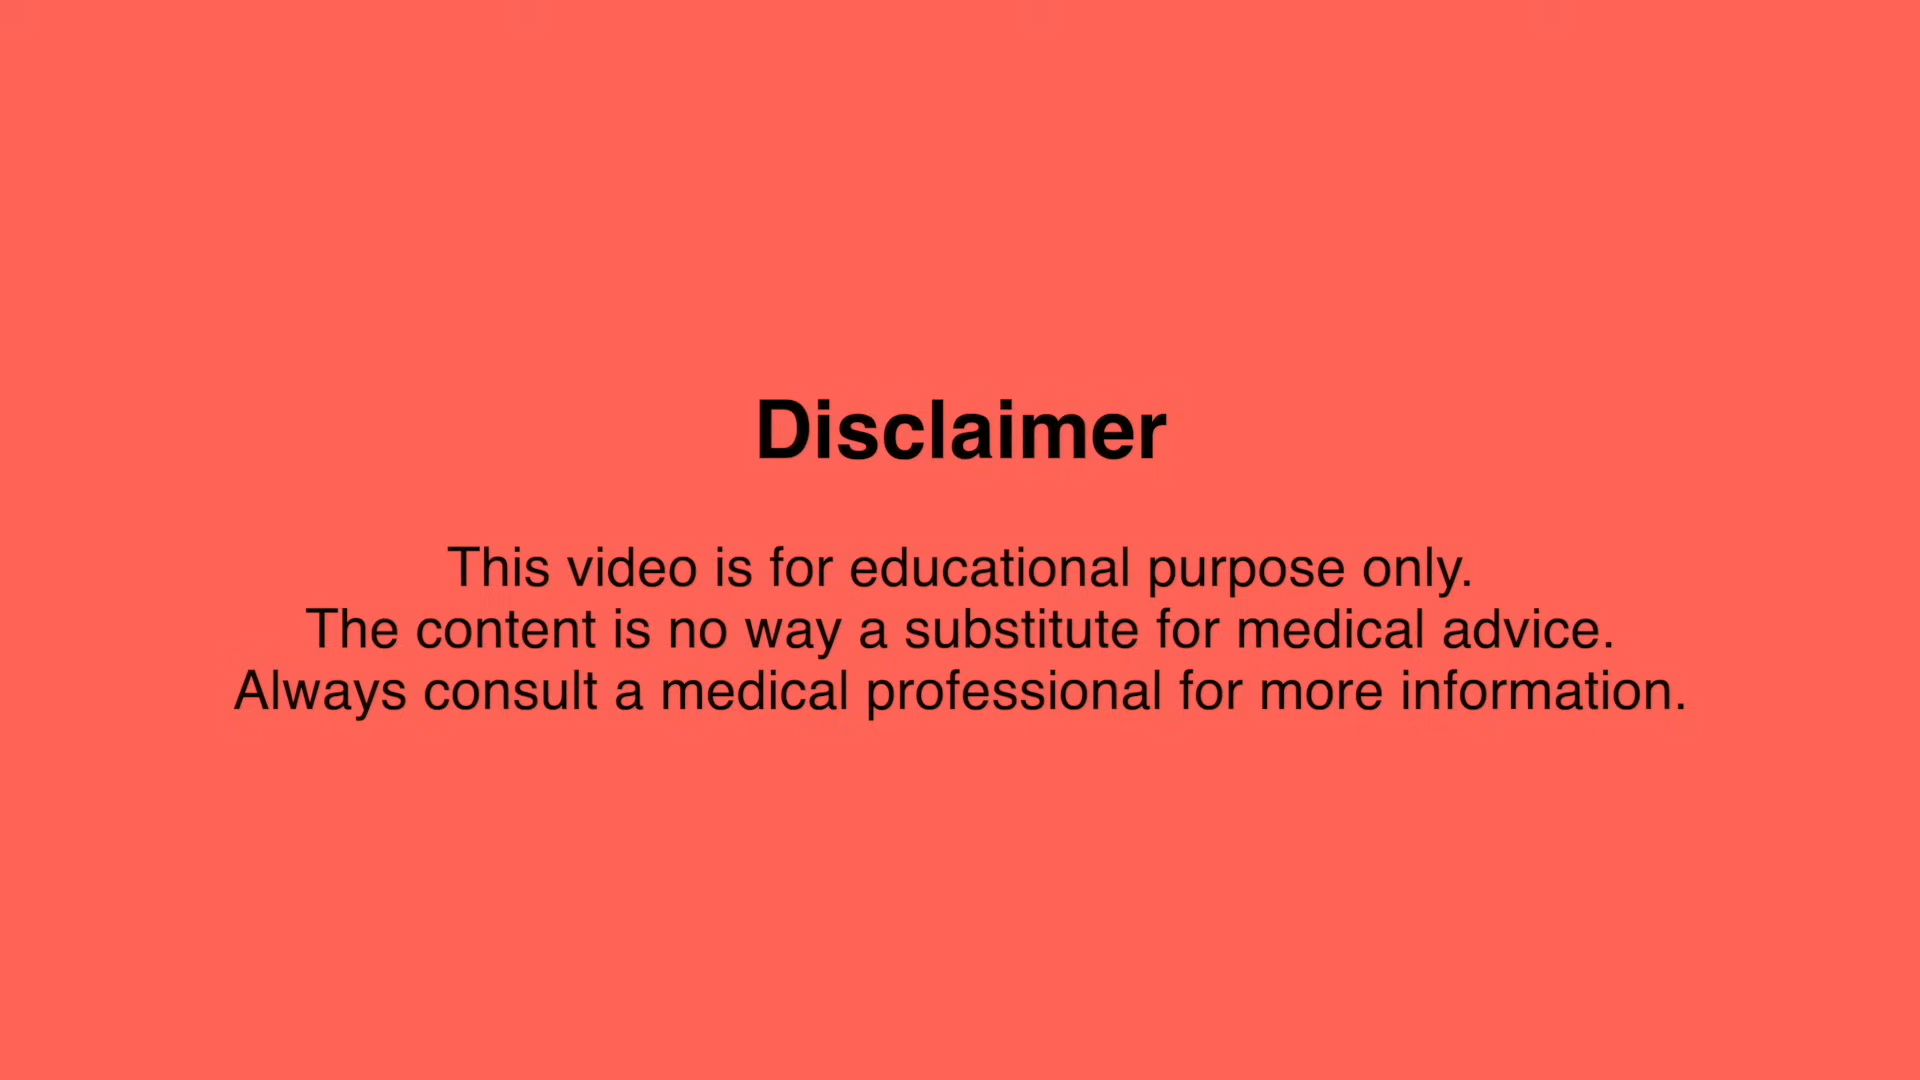 Disclaimer
This video is for educational purpose only.
The content is no way a substitute for medical advice.
Always consult a medical professional for more information.